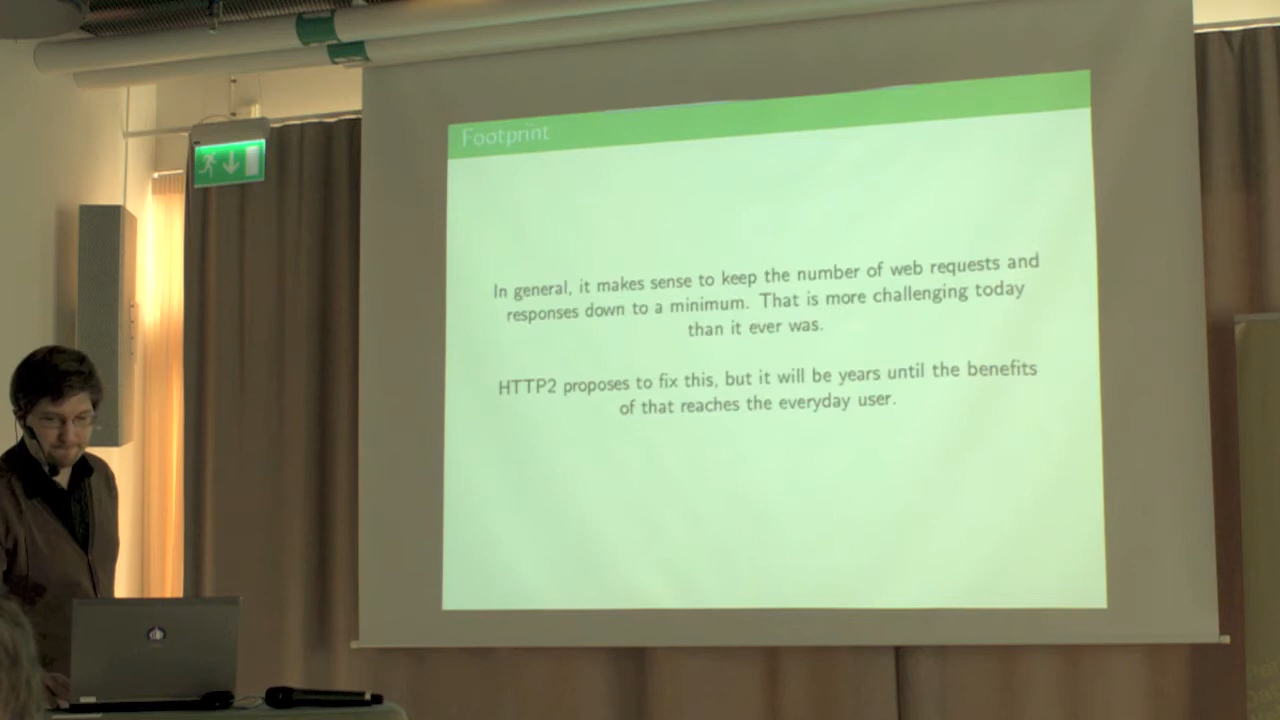 Footprint
In general, it makes sense to keep the number of web requests and
responses down to a minimum. That is more challenging today
than it ever was.
HTTP2 proposes to fix this, but it will be years until the benefits
of that reaches the everyday user.